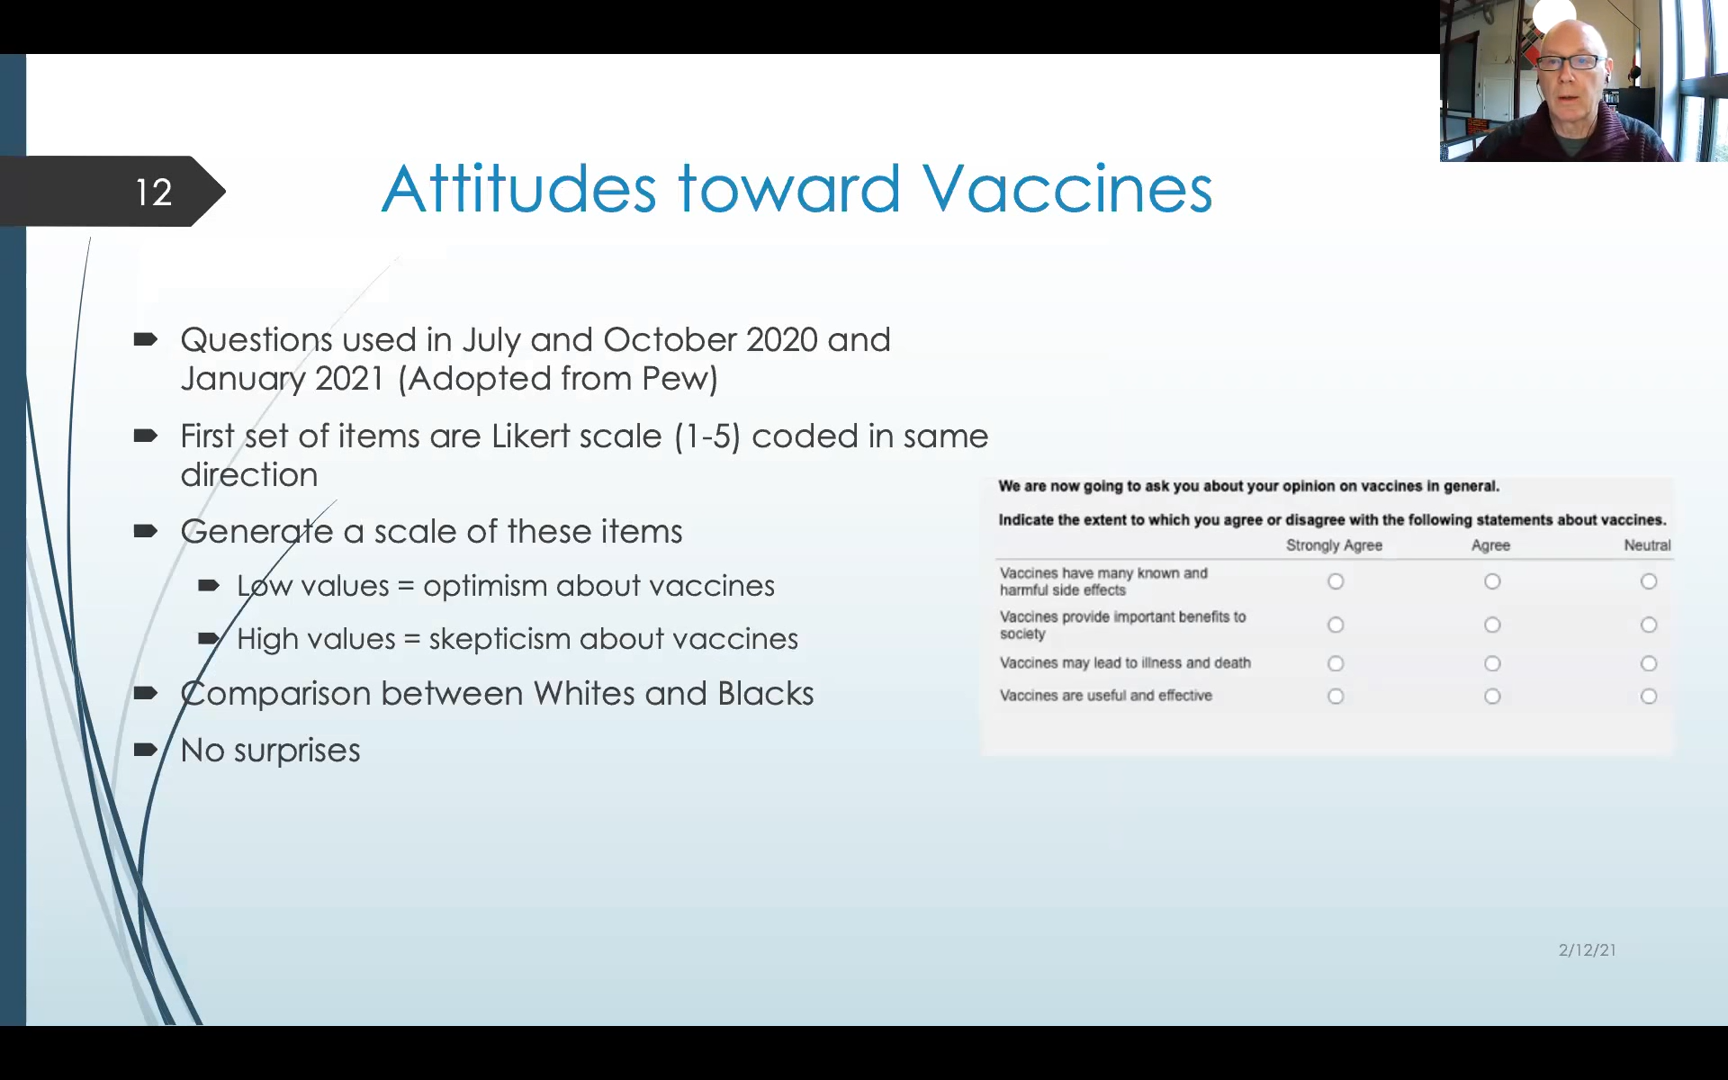 12
Attitudes toward Vaccines
Questions used in July and October 2020 and
January 2021 (Adopted from Pew)
First set of items are Likert scale (1-5) coded in same
direction
Generate a scale of these items
Low values = optimism about vaccines
High values = skepticism about vaccines
Comparison between Whites and Blacks
No surprises
We are now going to ask you about your opinion on vaccines in general.
Indicate the extent to which you agree or disagree with the following statements about vaccines.
Strongly Agree Agree Neutral
Vaccines have many known and
harmful side effects
Vaccines provide important benefits to
society
Vaccines may lead to illness and death
Vaccines are useful and effective
2/12/21